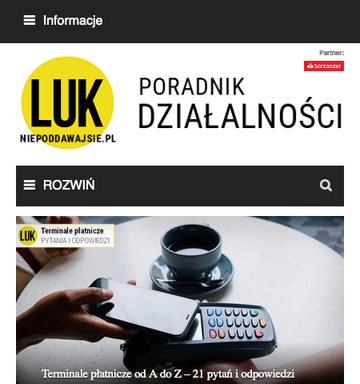 Informacje
Partner:
Santander
LUK
NIEPODDAWAJSIE.PL
PORADNIK
DZIAŁALNOŚCI
ROZWIŃ
LUK
Terminale płatnicze
PYTANIA I ODPOWIEDZI
Terminale płatnicze od A do Z – 21 pytań i odpowiedzi